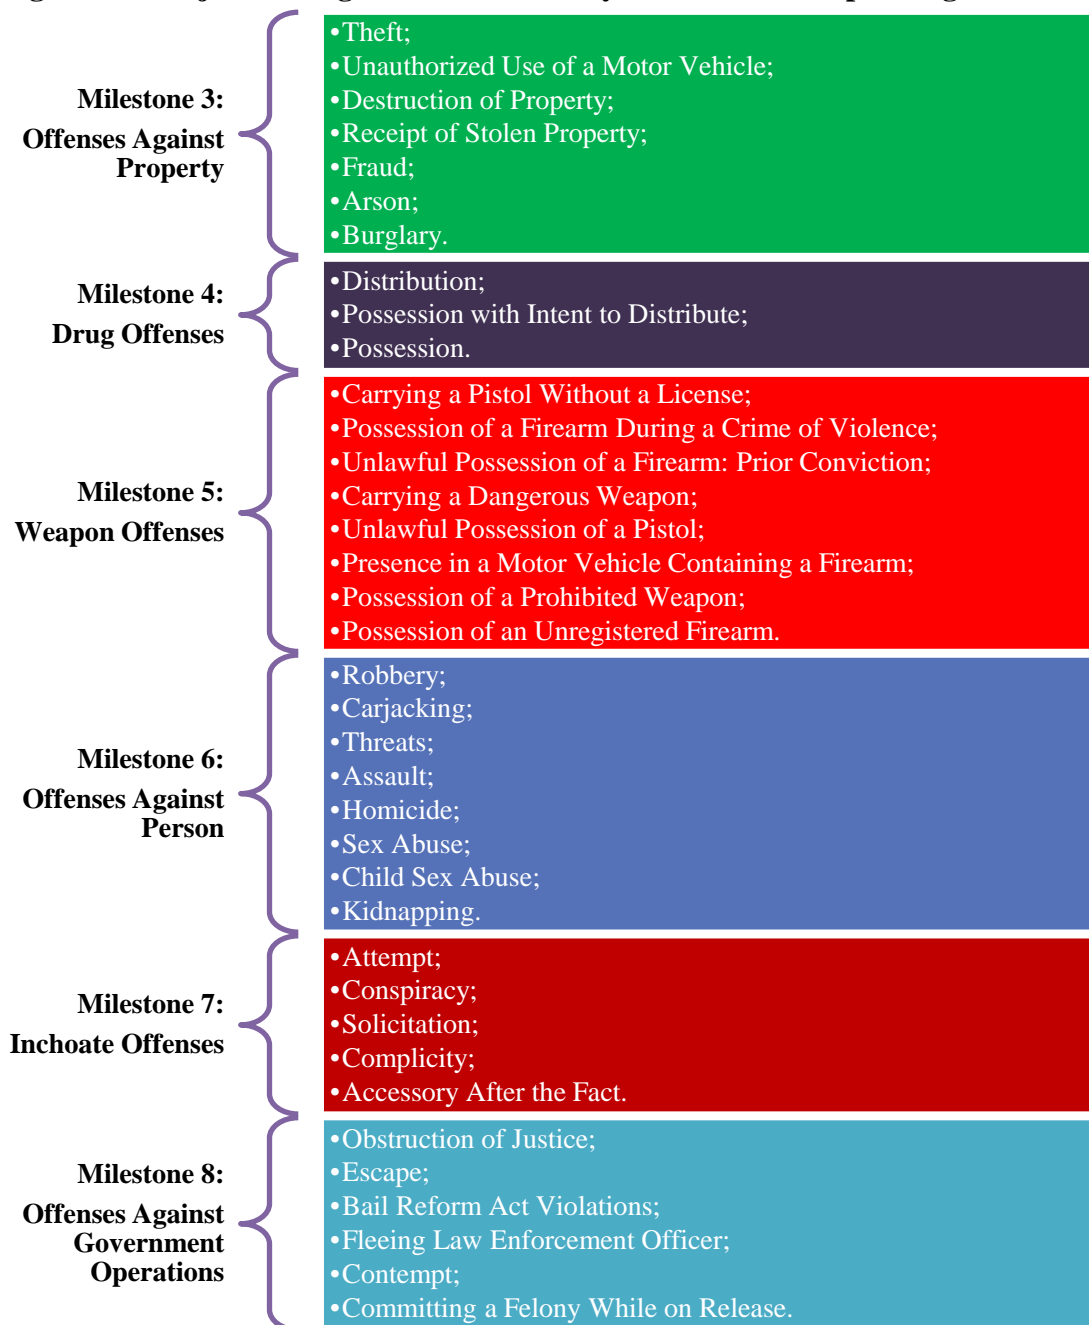 Milestone 3:
Offenses Against
Property
•Theft;
•Unauthorized Use of a Motor Vehicle;
•Destruction of Property;
•Receipt of Stolen Property;
•Fraud;
•Arson;
•Burglary.
Milestone 4:
Drug Offenses
•Distribution;
•Possession with Intent to Distribute;
•Possession.
Milestone 5:
Weapon Offenses
•Carrying a Pistol Without a License;
•Possession of a Firearm During a Crime of Violence;
•Unlawful Possession of a Firearm: Prior Conviction;
•Carrying a Dangerous Weapon;
•Unlawful Possession of a Pistol;
•Presence in a Motor Vehicle Containing a Firearm;
•Possession of a Prohibited Weapon;
•Possession of an Unregistered Firearm.
Milestone 6:
Offenses Against
Person
•Robbery;
•Carjacking;
•Threats;
•Assault;
•Homicide;
•Sex Abuse;
•Child Sex Abuse;
•Kidnapping.
Milestone 7:
Inchoate Offenses
•Attempt;
•Conspiracy;
•Solicitation;
•Complicity;
•Accessory After the Fact.
Milestone 8:
Offenses Against
Government
Operations
•Obstruction of Justice;
•Escape;
•Bail Reform Act Violations;
•Fleeing Law Enforcement Officer;
•Contempt;
•Committing a Felony While on Release.